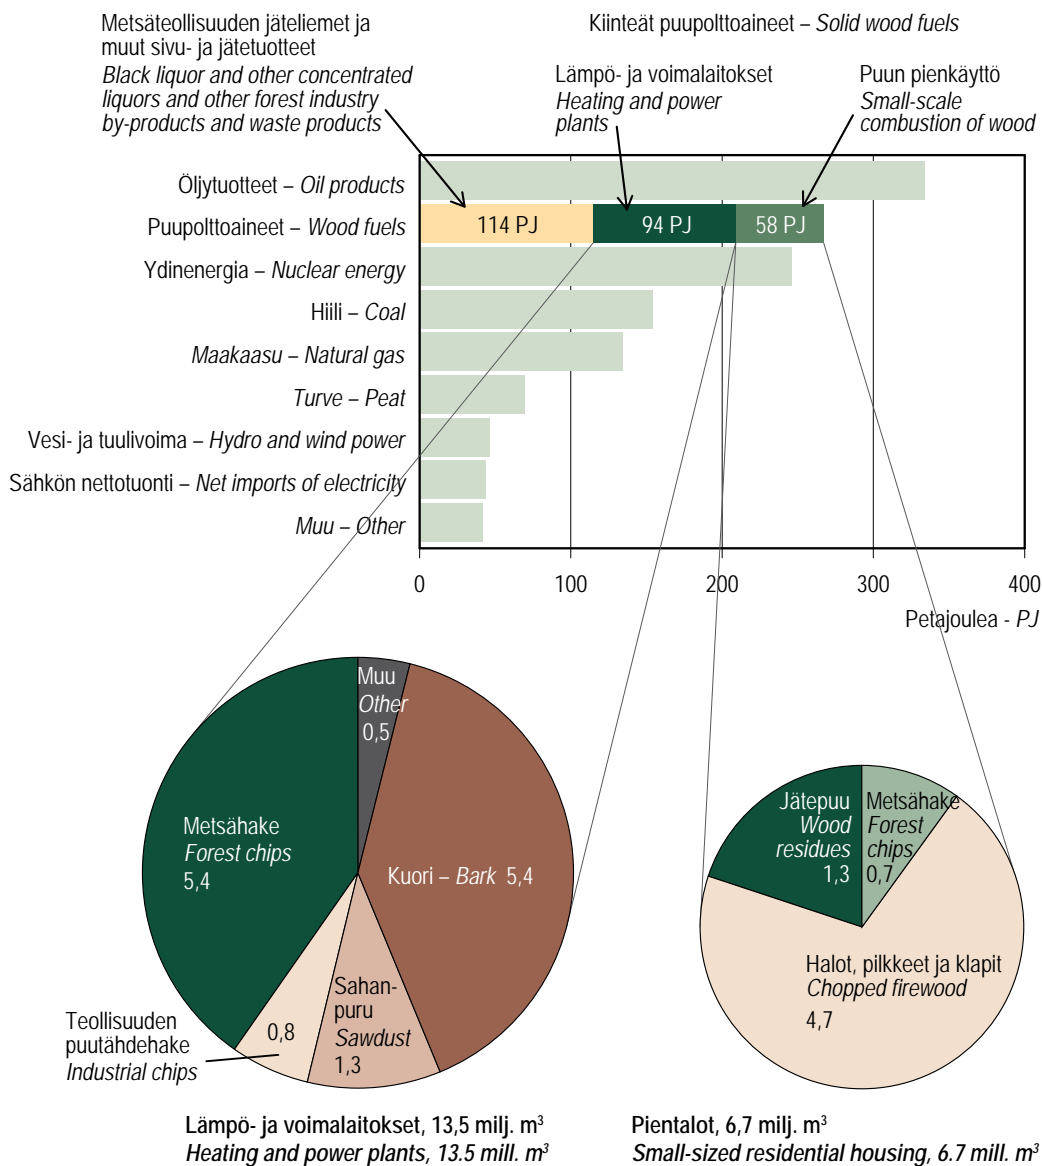 Metsäteollisuuden jäteliemet ja
muut sivu- ja jätetuotteet
Black liquor and other concentrated
liquors and other forest industry
by-products and waste products
Kiinteät puupolttoaineet – Solid wood fuels
Lämpö- ja voimalaitokset
Heating and power
plants
Puun pienkäyttö
Small-scale
combustion of wood
Öljytuotteet – Oil products
Puupolttoaineet – Wood fuels
114 PJ
94 PJ
58 PJ
Ydinenergia – Nuclear energy
Hiili – Coal
Maakaasu – Natural gas
Turve – Peat
Vesi- ja tuulivoima – Hydro and wind power
Sähkön nettotuonti – Net imports of electricity
Muu – Other
0
100
200
300
400
Petajoulea - PJ
Muu
Other
0,5
Metsähake
Forest chips
5,4
Kuori – Bark 5,4
Sahan-
puru
Sawdust
1,3
0,8
Teollisuuden
puutähdehake
Industrial chips
Jätepuu
Wood
residues
1,3
Metsähake
Forest
chips
0,7
Halot, pilkkeet ja klapit
Chopped firewood
4,7
Lämpö- ja voimalaitokset, 13,5 milj. m³
Heating and power plants, 13.5 mill. m³
Pientalot, 6,7 milj. m³
Small-sized residential housing, 6.7 mill. m³